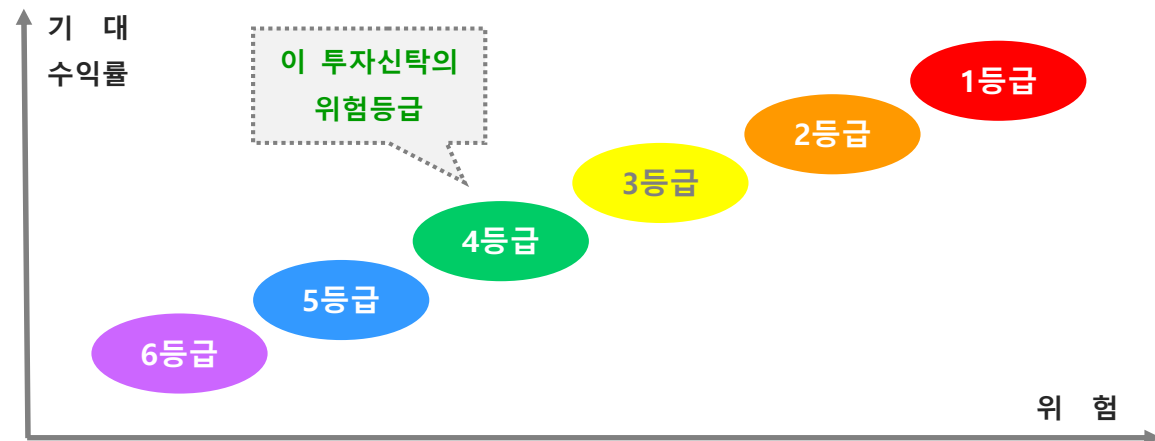 기 대
수익률
이 투자신탁의
위험등급
1등급
2등급
3등급
4등급
5등급
6등급
위 험